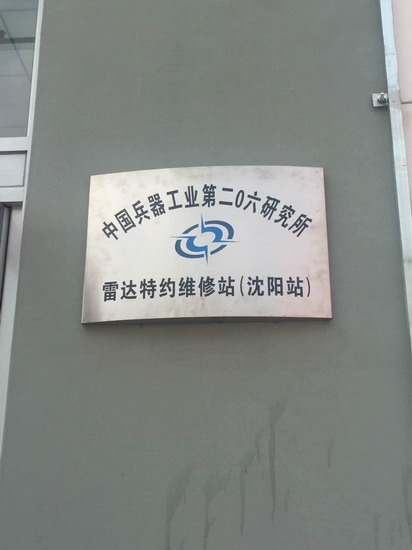 中国兵器工业第二0六研究所
雷达特约维修站(沈阳站)